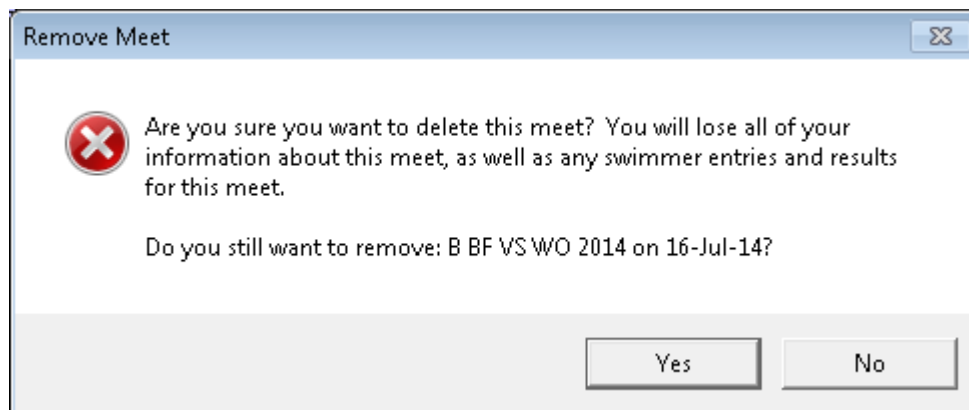 Remove Meet
Are you sure you want to delete this meet?  You will lose all of your
information about this meet, as well as any swimmer entries and results
for this meet.
Do you still want to remove: B BF VS WO 2014 on 16-Jul-14?
Yes
No